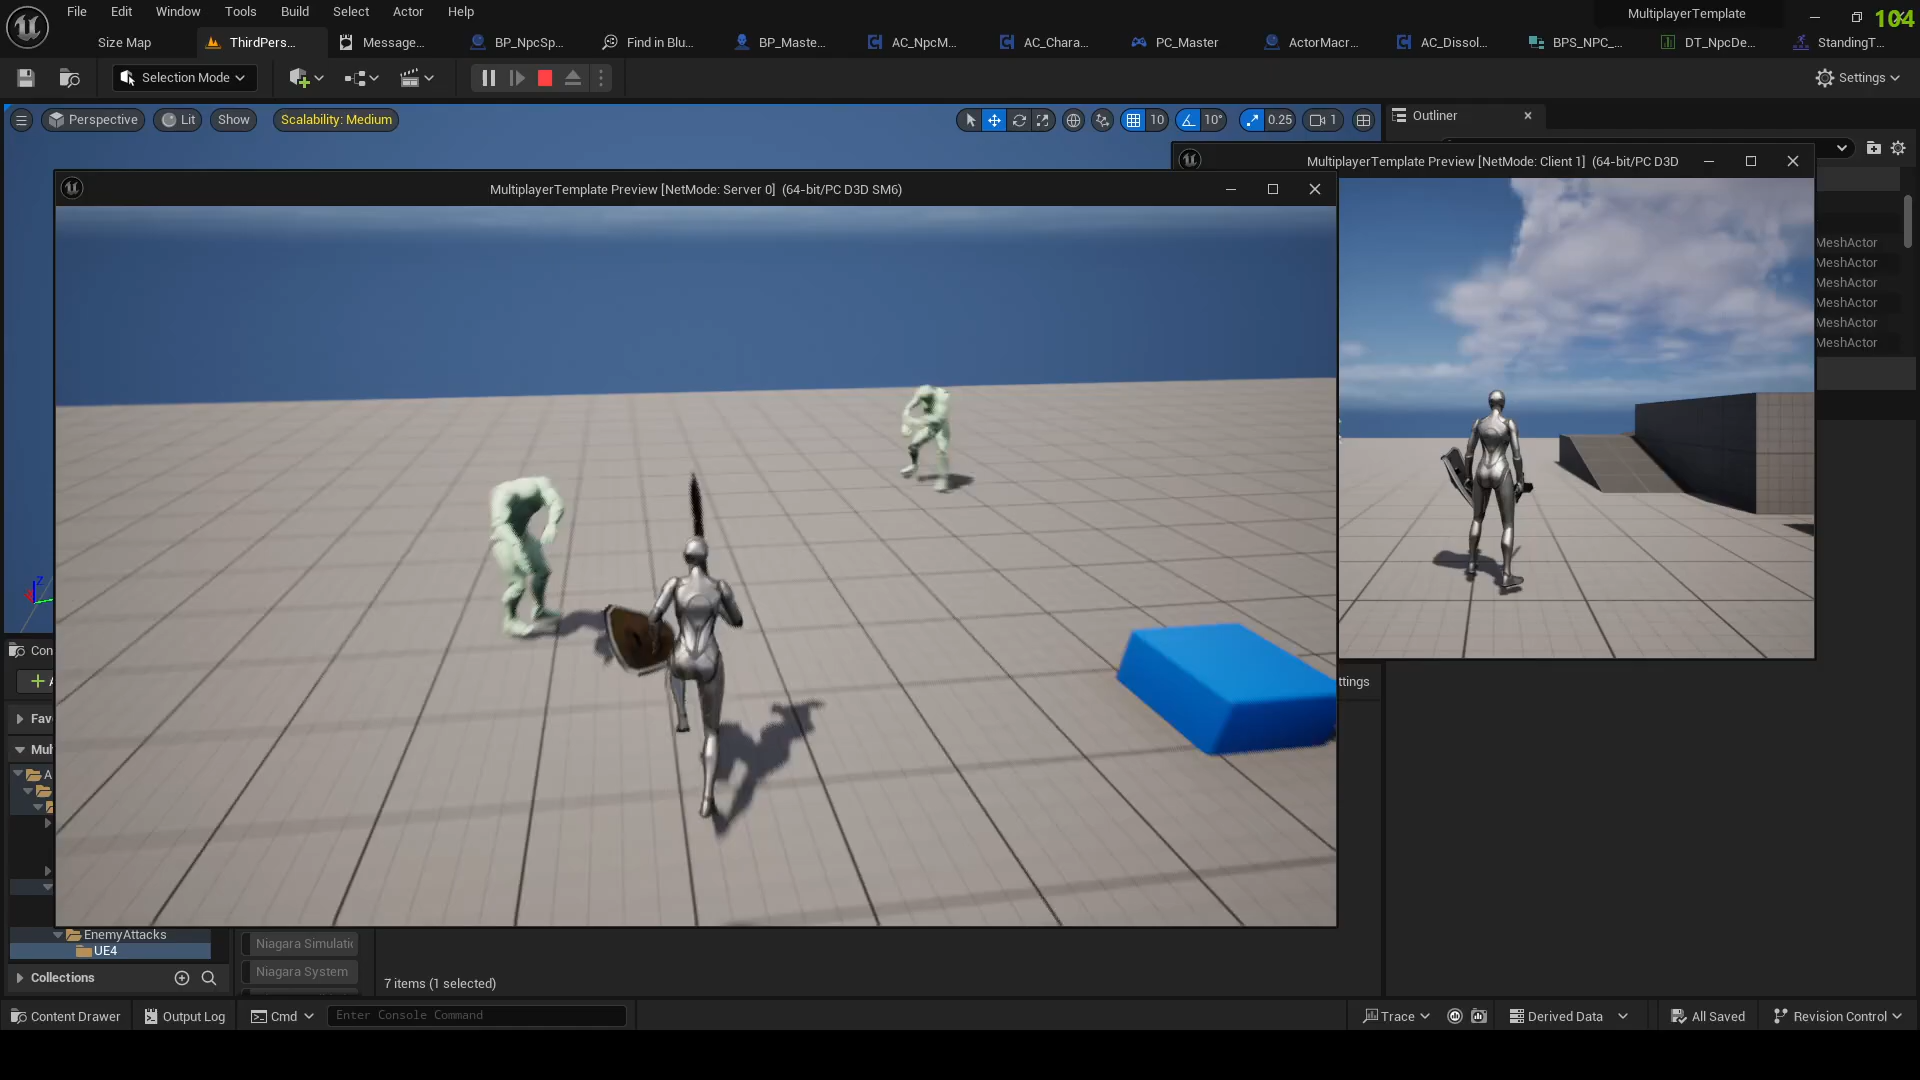 File Edit Window Tools Build Select Actor Help
MultiplayerTemplate
104
Size Map
ThirdPers...
Message...
BP_NpcSp...
Find in Blu...
BP_Maste...
AC_NpcM...
AC_Chara...
PC_Master
ActorMacr...
AC_Dissol...
BPS_NPC_...
DT_NpcDe...
StandingT...
Selection Mode
Settings
Perspective
Lit
Show
Scalability: Medium
10
10°
0.25
1
Outliner
MultiplayerTemplate Preview [NetMode: Client 1] (64-bit/PC D3D
MultiplayerTemplate Preview [NetMode: Server 0] (64-bit/PC D3D SM6)
MeshActor
MeshActor
MeshActor
MeshActor
MeshActor
MeshActor
Z
Con
A
ttings
Fav
Mul
A
EnemyAttacks
UE4
Niagara Simulatio
Niagara System
Collections
7 items (1 selected)
Content Drawer
Output Log
Cmd
Enter Console Command
Trace
Derived Data
All Saved
Revision Control